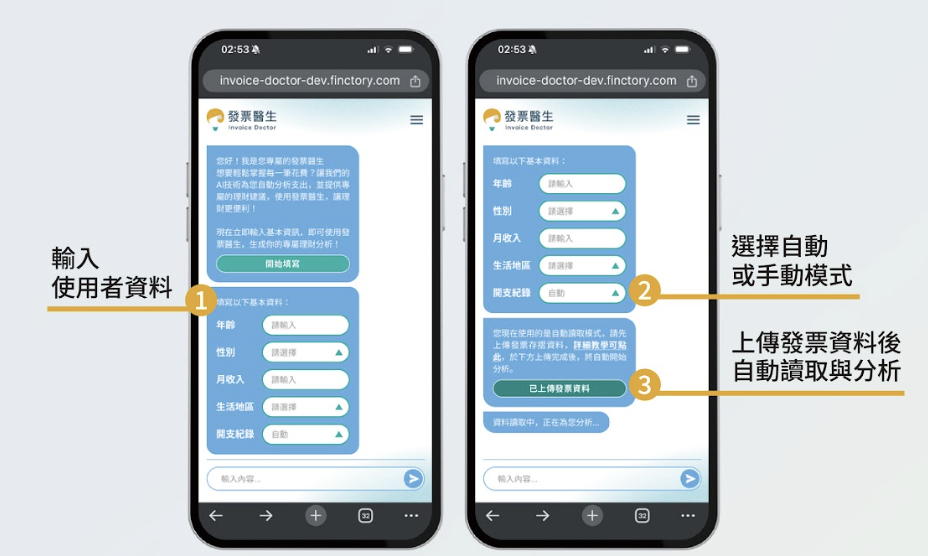 02:53
invoice-doctor-dev.finctory.com
發票醫生
Invoice Doctor
您好！我是您專屬的發票醫生
想要輕鬆掌握每一筆花費？讓我們的
AI技術為您自動分析支出，並提供專
屬的理財建議，使用發票醫生，讓理
財更便利！
現在立即輸入基本資訊，即可使用發
票醫生，生成你的專屬理財分析！
開始填寫
輸入
使用者資料
1
填寫以下基本資料：
年齡 請輸入
性別 請選擇
月收入 請輸入
生活地區 請選擇
開支紀錄 自動
輸入內容...
32
02:53
invoice-doctor-dev.finctory.com
發票醫生
Invoice Doctor
填寫以下基本資料：
年齡 請輸入
性別 請選擇
月收入 請輸入
生活地區 請選擇
開支紀錄 自動
2
選擇自動
或手動模式
您現在使用的是自動讀取模式，請先
上傳發票存摺資料，詳細教學可點
此，於下方上傳完成後，將自動開始
分析。
已上傳發票資料
3
上傳發票資料後
自動讀取與分析
資料讀取中，正在為您分析...
輸入內容...
32